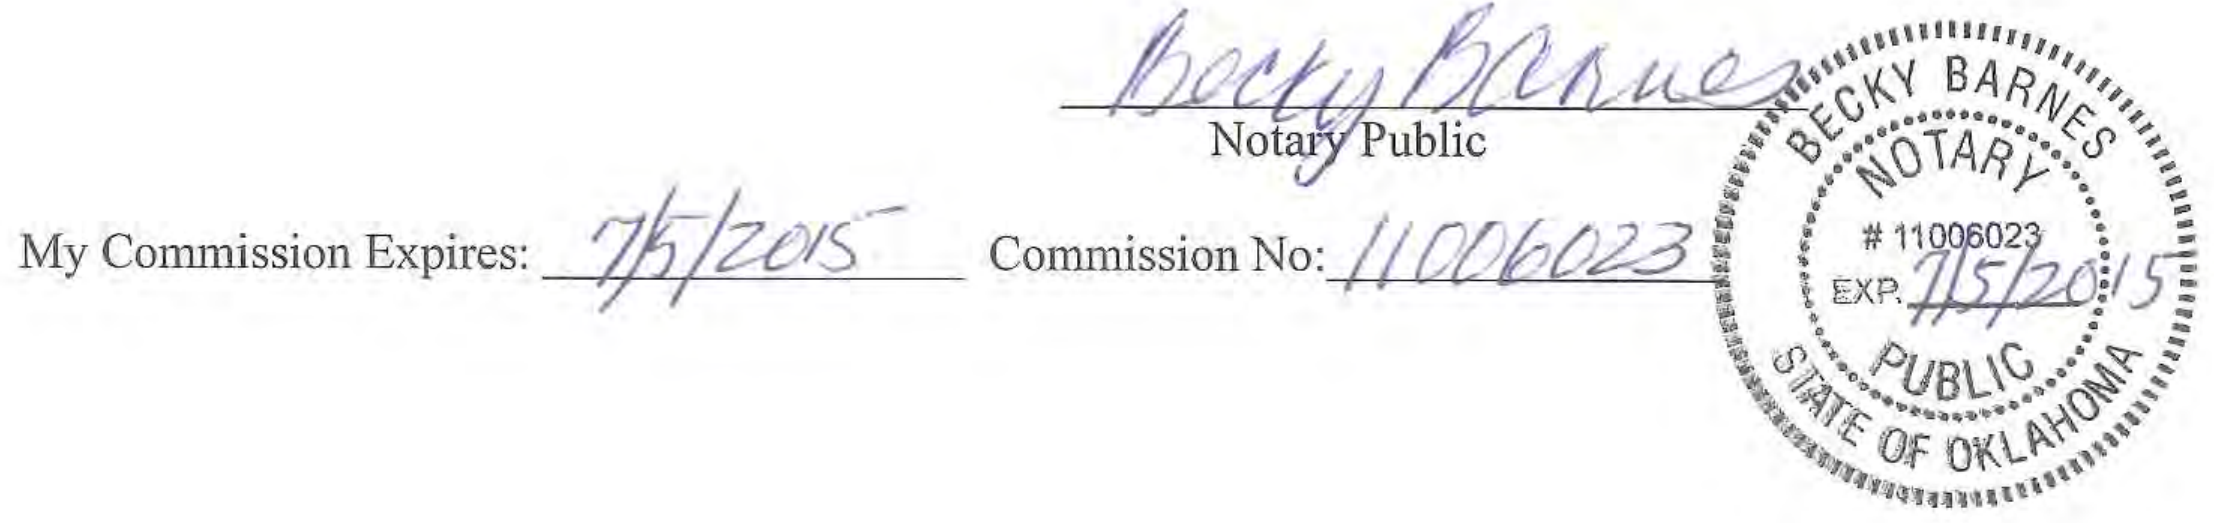 Becky Barnes
Notary Public
My Commission Expires: 7/5/2015 Commission No: 11006023
BECKY BARNES
NOTARY
# 11006023
EXP. 7/5/2015
PUBLIC
STATE OF OKLAHOMA